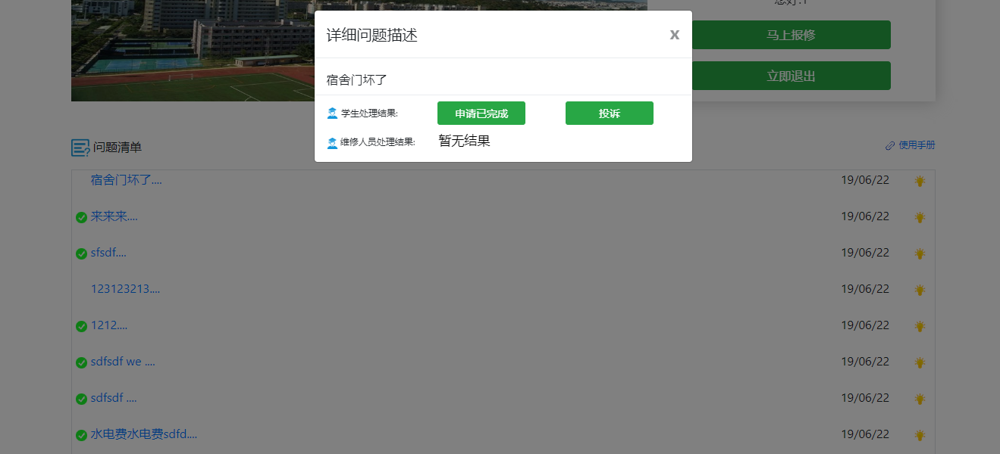 您好:1
详细问题描述
x
马上报修
宿舍门坏了
立即退出
学生处理结果:
申请已完成
投诉
维修人员处理结果:
暂无结果
问题清单
使用手册
宿舍门坏了....
19/06/22
来来来....
19/06/22
sfsdf....
19/06/22
123123213....
19/06/22
1212....
19/06/22
sdfsdf we ....
19/06/22
sdfsdf ....
19/06/22
水电费水电费sdfd....
19/06/22